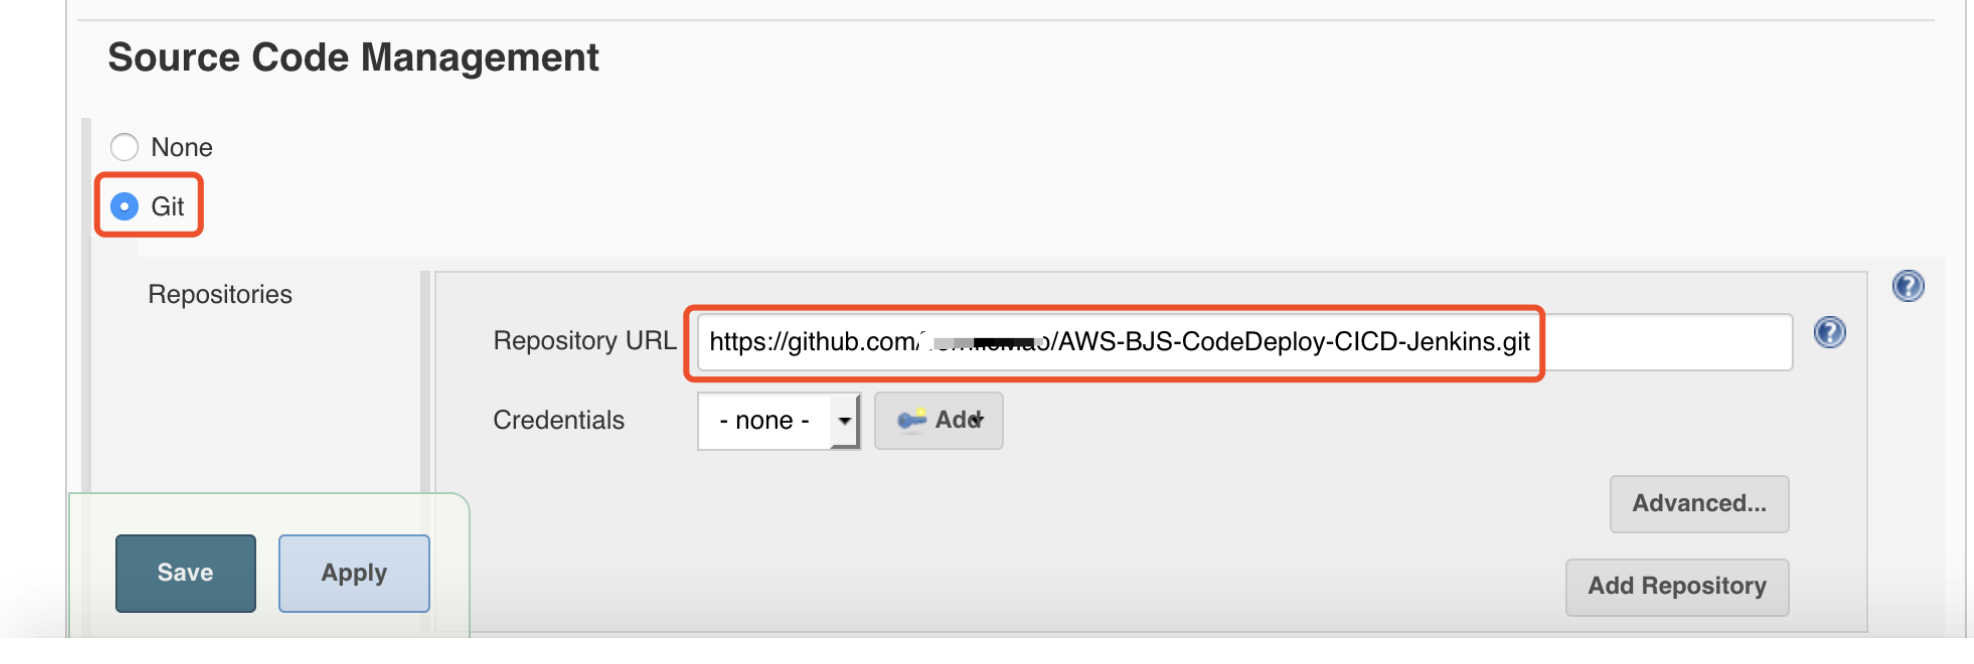 Source Code Management
None
Git
Repositories
Repository URL https://github.com/ /AWS-BJS-CodeDeploy-CICD-Jenkins.git
Credentials - none - Add
Advanced...
Save Apply
Add Repository